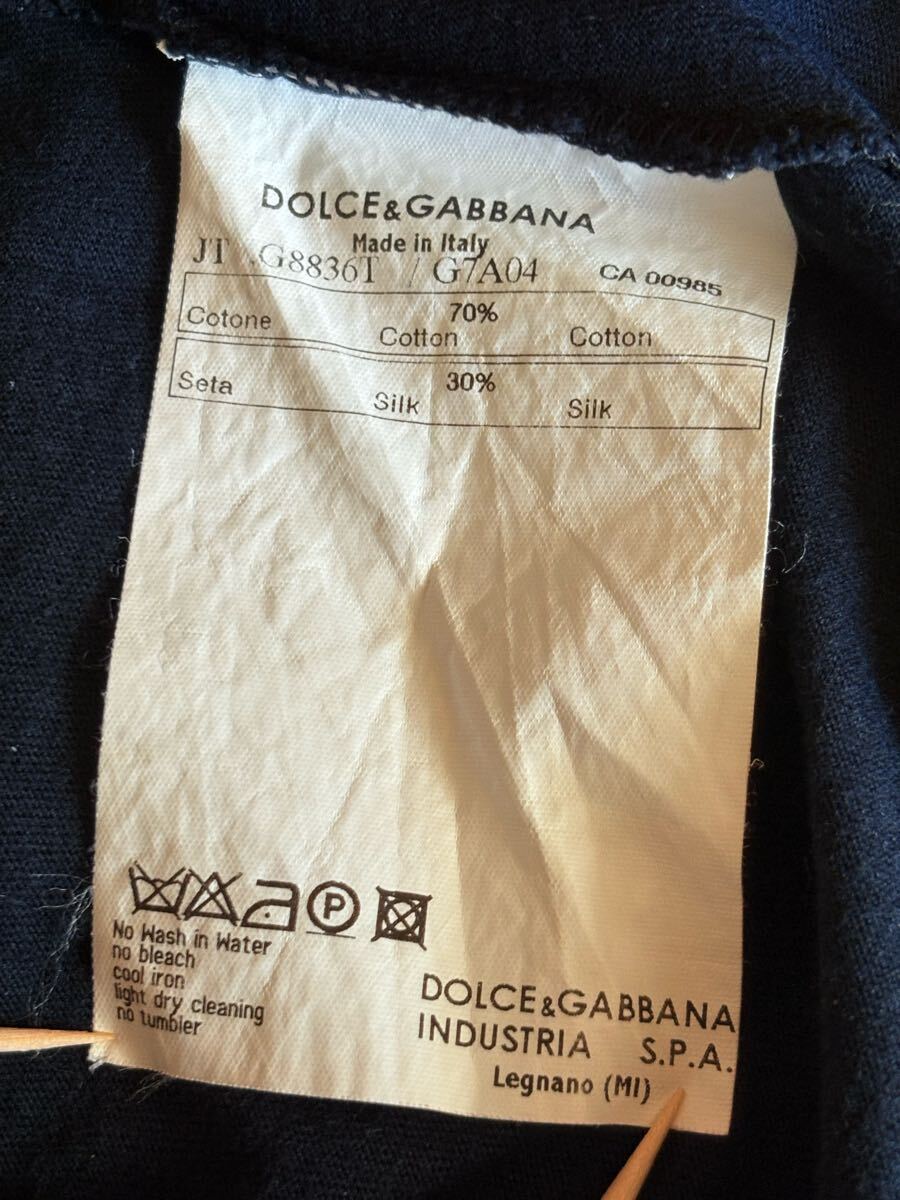 DOLCE&GABBANA
Made in Italy
JT .G8836T / G7A04 CA 00985
Cotone 70% Cotton Cotton
Seta 30% Silk Silk
P
No Wash in Water
no bleach
cool iron
light dry cleaning
no tumbler
DOLCE&GABBANA
INDUSTRIA S.P.A.
Legnano (MI)